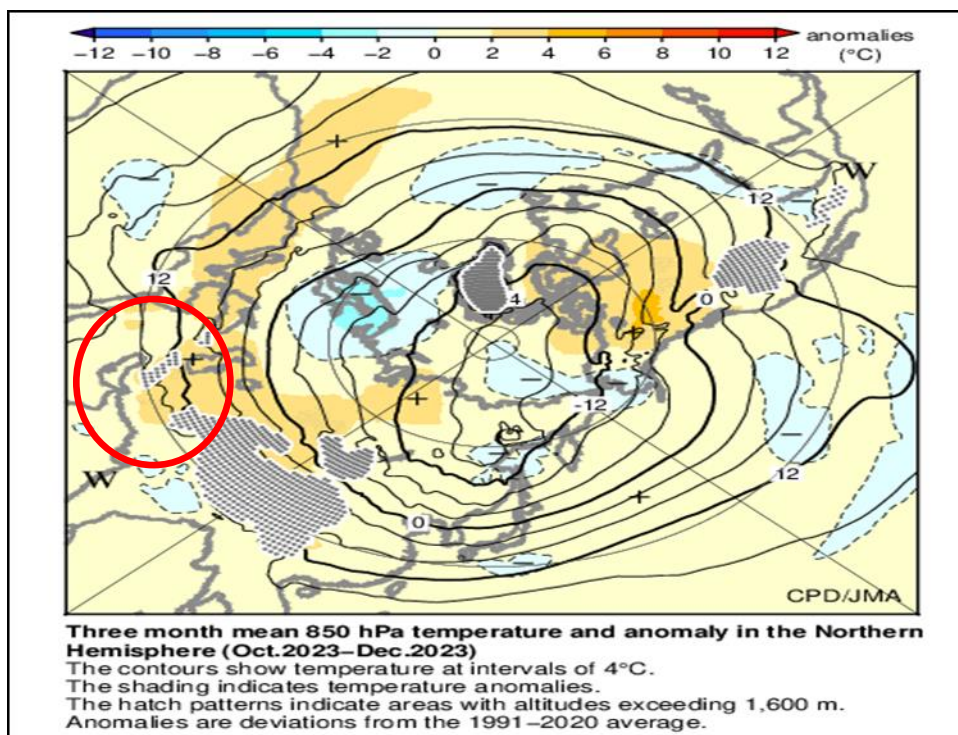 anomalies
−12 −10 −8 −6 −4 −2 0 2 4 6 8 10 12 (°C)
W
12
12
4
0
-12
12
W
0
CPD/JMA
Three month mean 850 hPa temperature and anomaly in the Northern
Hemisphere (Oct.2023−Dec.2023)
The contours show temperature at intervals of 4°C.
The shading indicates temperature anomalies.
The hatch patterns indicate areas with altitudes exceeding 1,600 m.
Anomalies are deviations from the 1991−2020 average.